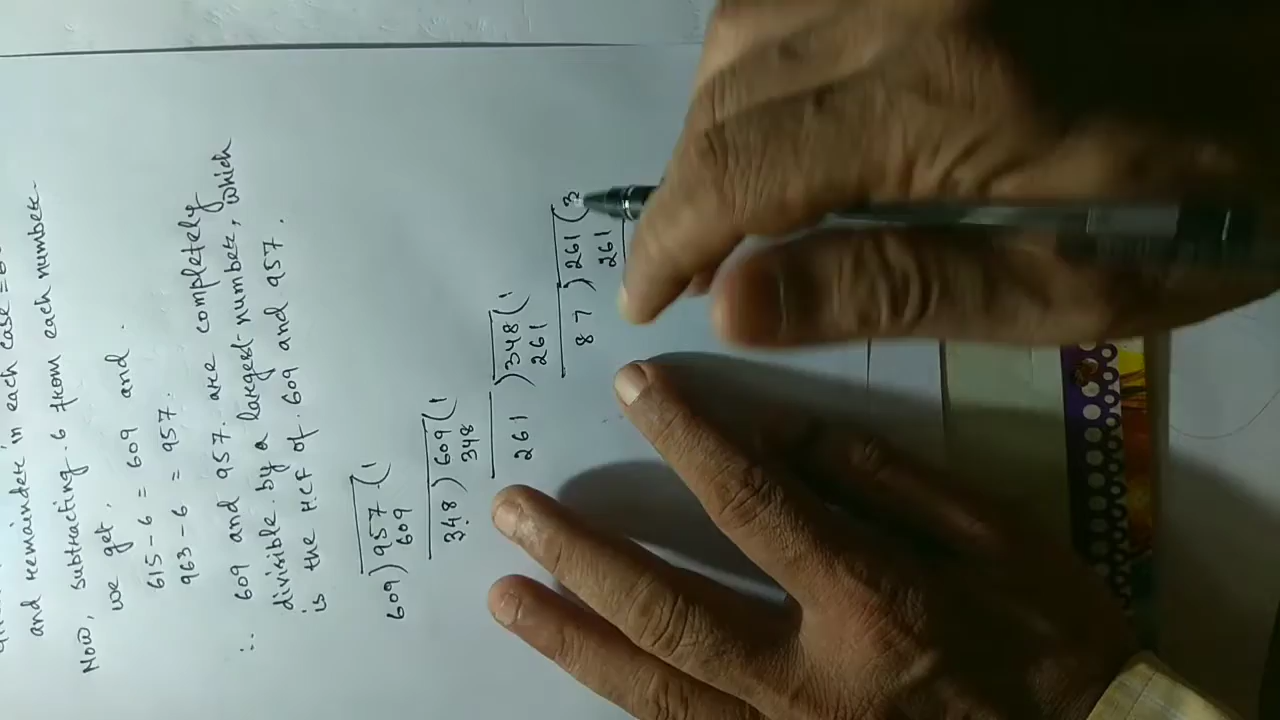 and remainder in each case =
Now, subtracting. 6 from each number.
we get,
615 - 6 = 609 and.
963 - 6 = 957.
∴ 609 and 957. are completely
divisible. by a largest number, which
is the HCF of. 609 and 957.
609) 957 (1
609
348) 609 (1
348
261) 348 (1
261
87) 261 (3
261